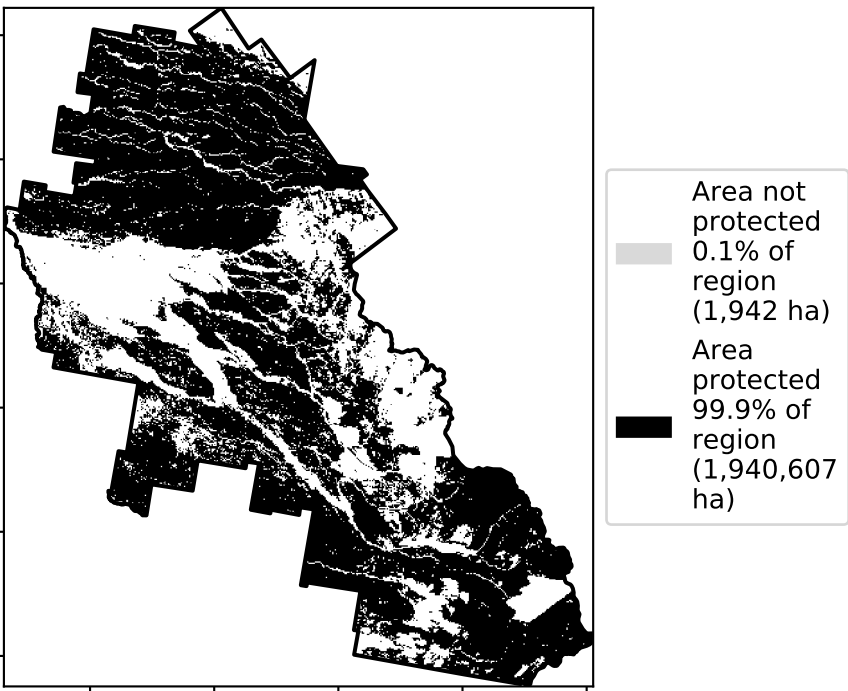 Area not
protected
0.1% of
region
(1,942 ha)
Area
protected
99.9% of
region
(1,940,607
ha)